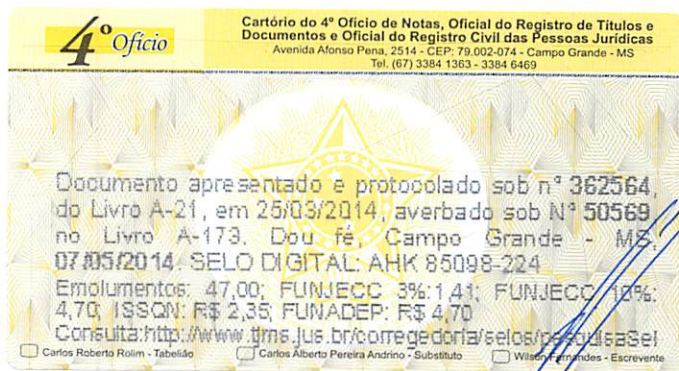 4º Ofício
Cartório do 4º Ofício de Notas, Oficial do Registro de Títulos e
Documentos e Oficial do Registro Civil das Pessoas Jurídicas
Avenida Afonso Pena, 2514 - CEP: 79.002-074 - Campo Grande - MS
Tel. (67) 3384 1363 - 3384 6469
Documento apresentado e protocolado sob nº 362564,
do Livro A-21, em 25/03/2014, averbado sob Nº 50569
no Livro A-173. Dou fé, Campo Grande - MS,
07/05/2014. SELO DIGITAL: AHK 85098-224
Emolumentos: 47,00; FUNJECC 3%:1,41; FUNJECC 10%:
4,70; ISSQN: R$ 2,35; FUNADEP: R$ 4,70
Consulta:http://www.tjms.jus.br/corregedoria/selos/pesquisaSel
Carlos Roberto Rolim - Tabelião Carlos Alberto Pereira Andrino - Substituto Wilson Fernandes - Escrevente